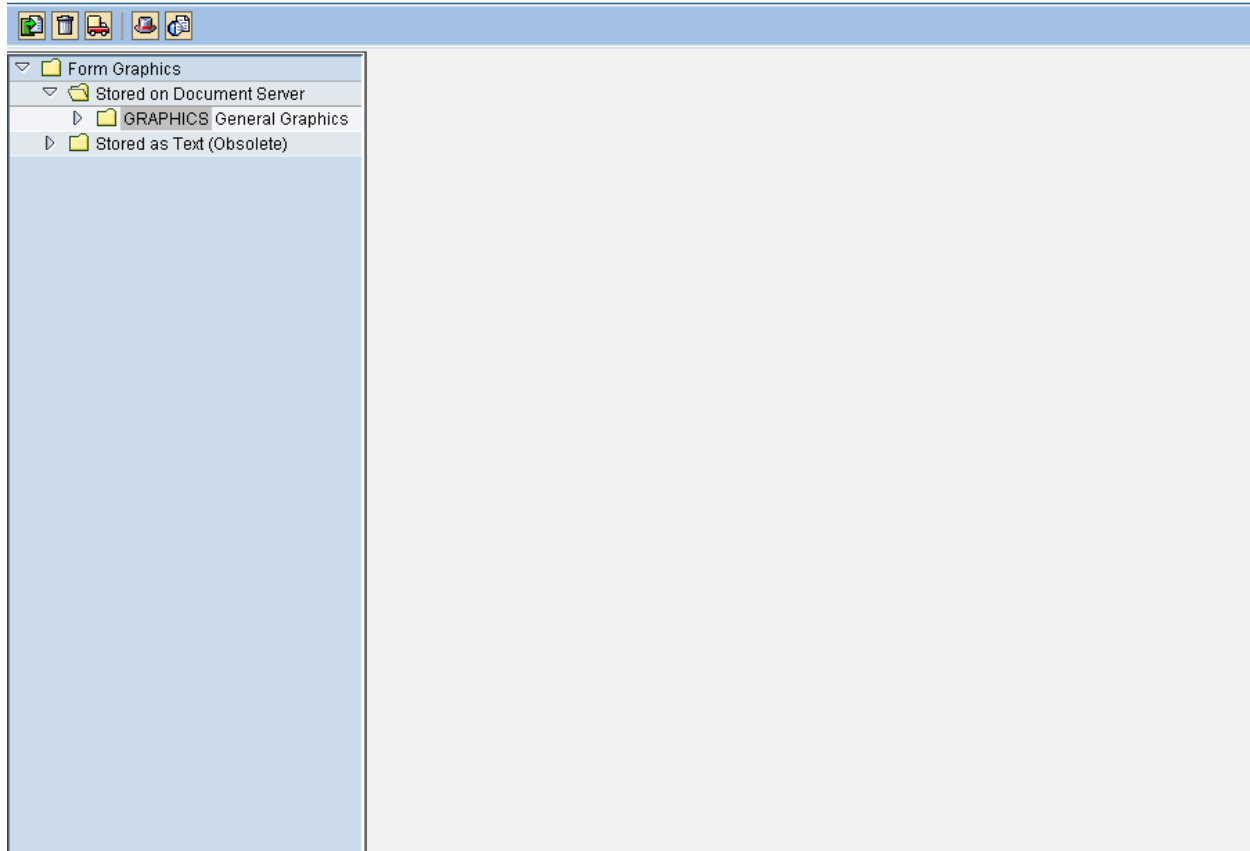 Form Graphics
Stored on Document Server
GRAPHICS General Graphics
Stored as Text (Obsolete)